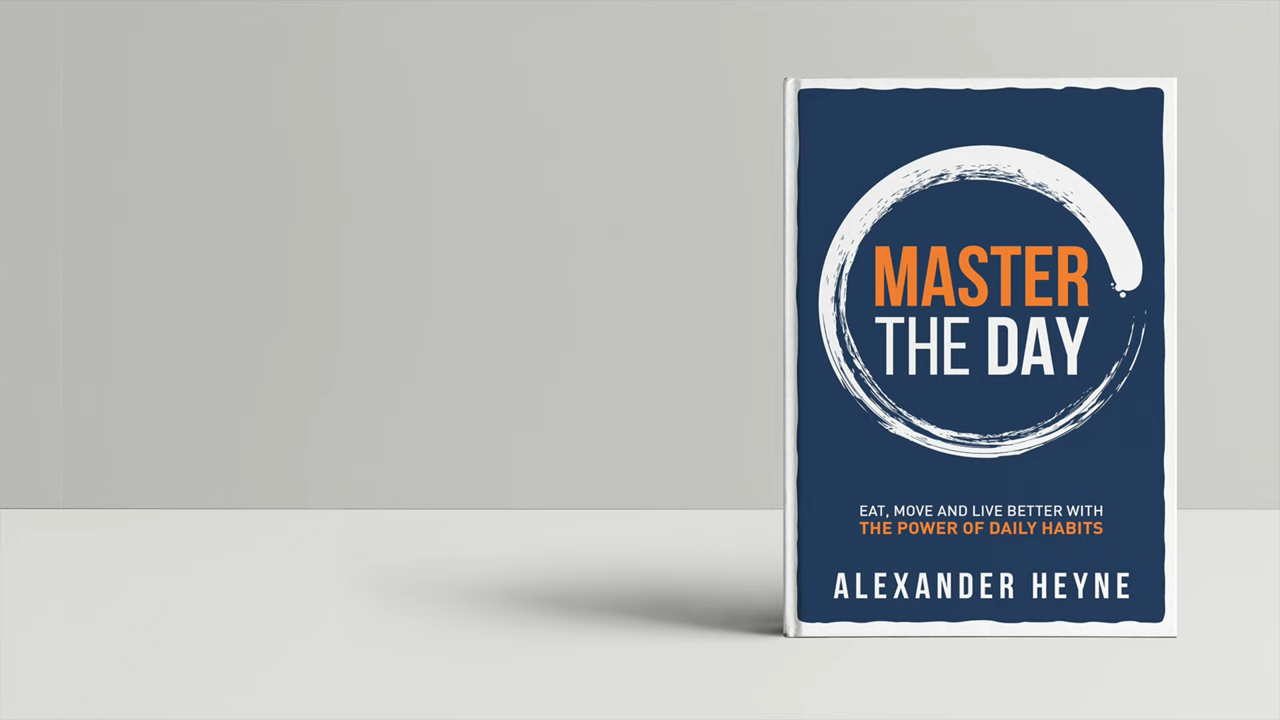 MASTER
THE DAY
EAT, MOVE AND LIVE BETTER WITH
THE POWER OF DAILY HABITS
ALEXANDER HEYNE